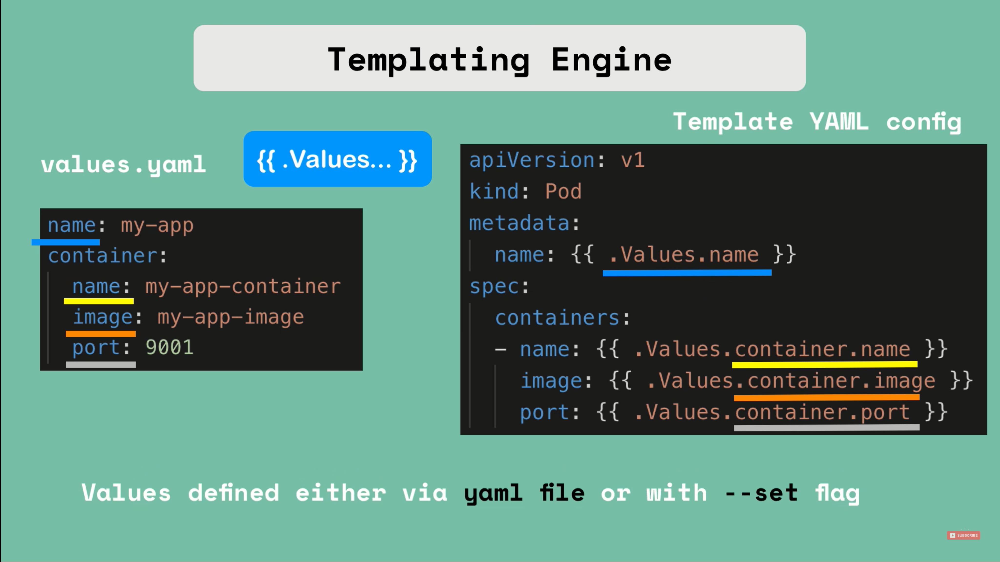 Templating Engine
Template YAML config
values.yaml
{{ .Values... }}
name: my-app
container:
name: my-app-container
image: my-app-image
port: 9001
apiVersion: v1
kind: Pod
metadata:
name: {{ .Values.name }}
spec:
containers:
- name: {{ .Values.container.name }}
image: {{ .Values.container.image }}
port: {{ .Values.container.port }}
Values defined either via yaml file or with --set flag
SUBSCRIBE